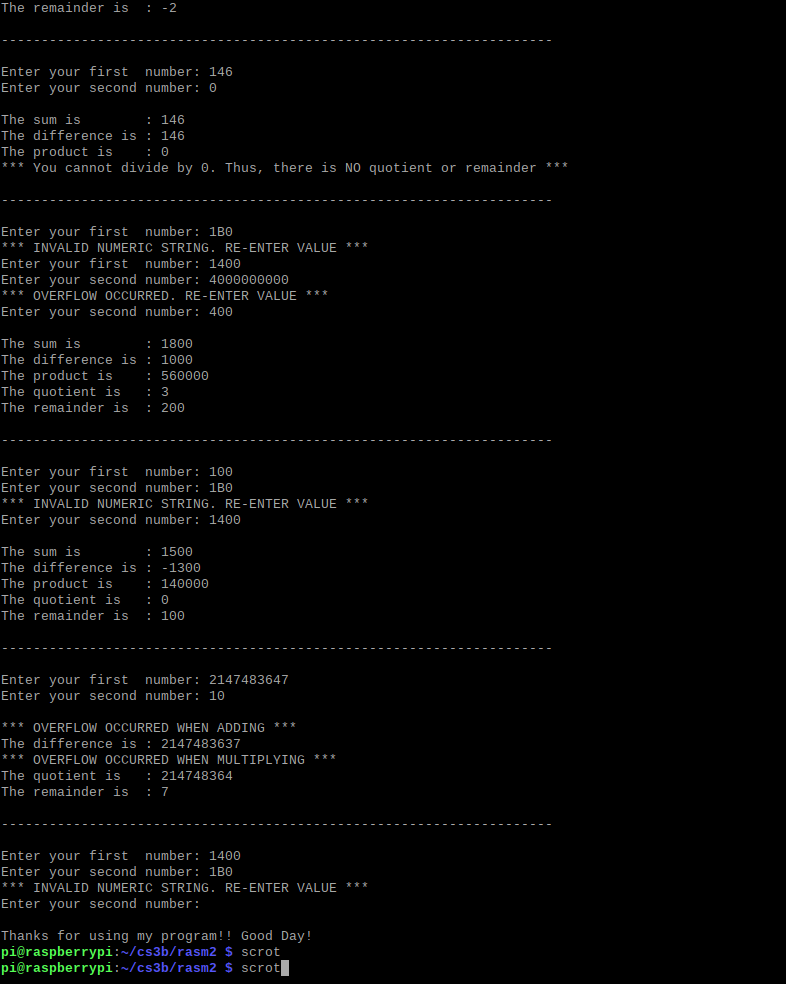 The remainder is  : -2
---------------------------------------------------------------------
Enter your first  number: 146
Enter your second number: 0
The sum is        : 146
The difference is : 146
The product is    : 0
*** You cannot divide by 0. Thus, there is NO quotient or remainder ***
---------------------------------------------------------------------
Enter your first  number: 1B0
*** INVALID NUMERIC STRING. RE-ENTER VALUE ***
Enter your first  number: 1400
Enter your second number: 4000000000
*** OVERFLOW OCCURRED. RE-ENTER VALUE ***
Enter your second number: 400
The sum is        : 1800
The difference is : 1000
The product is    : 560000
The quotient is   : 3
The remainder is  : 200
---------------------------------------------------------------------
Enter your first  number: 100
Enter your second number: 1B0
*** INVALID NUMERIC STRING. RE-ENTER VALUE ***
Enter your second number: 1400
The sum is        : 1500
The difference is : -1300
The product is    : 140000
The quotient is   : 0
The remainder is  : 100
---------------------------------------------------------------------
Enter your first  number: 2147483647
Enter your second number: 10
*** OVERFLOW OCCURRED WHEN ADDING ***
The difference is : 2147483637
*** OVERFLOW OCCURRED WHEN MULTIPLYING ***
The quotient is   : 214748364
The remainder is  : 7
---------------------------------------------------------------------
Enter your first  number: 1400
Enter your second number: 1B0
*** INVALID NUMERIC STRING. RE-ENTER VALUE ***
Enter your second number:
Thanks for using my program!! Good Day!
pi@raspberrypi:~/cs3b/rasm2 $ scrot
pi@raspberrypi:~/cs3b/rasm2 $ scrot